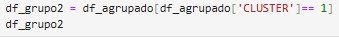 df_grupo2 = df_agrupado[df_agrupado['CLUSTER']== 1]
df_grupo2